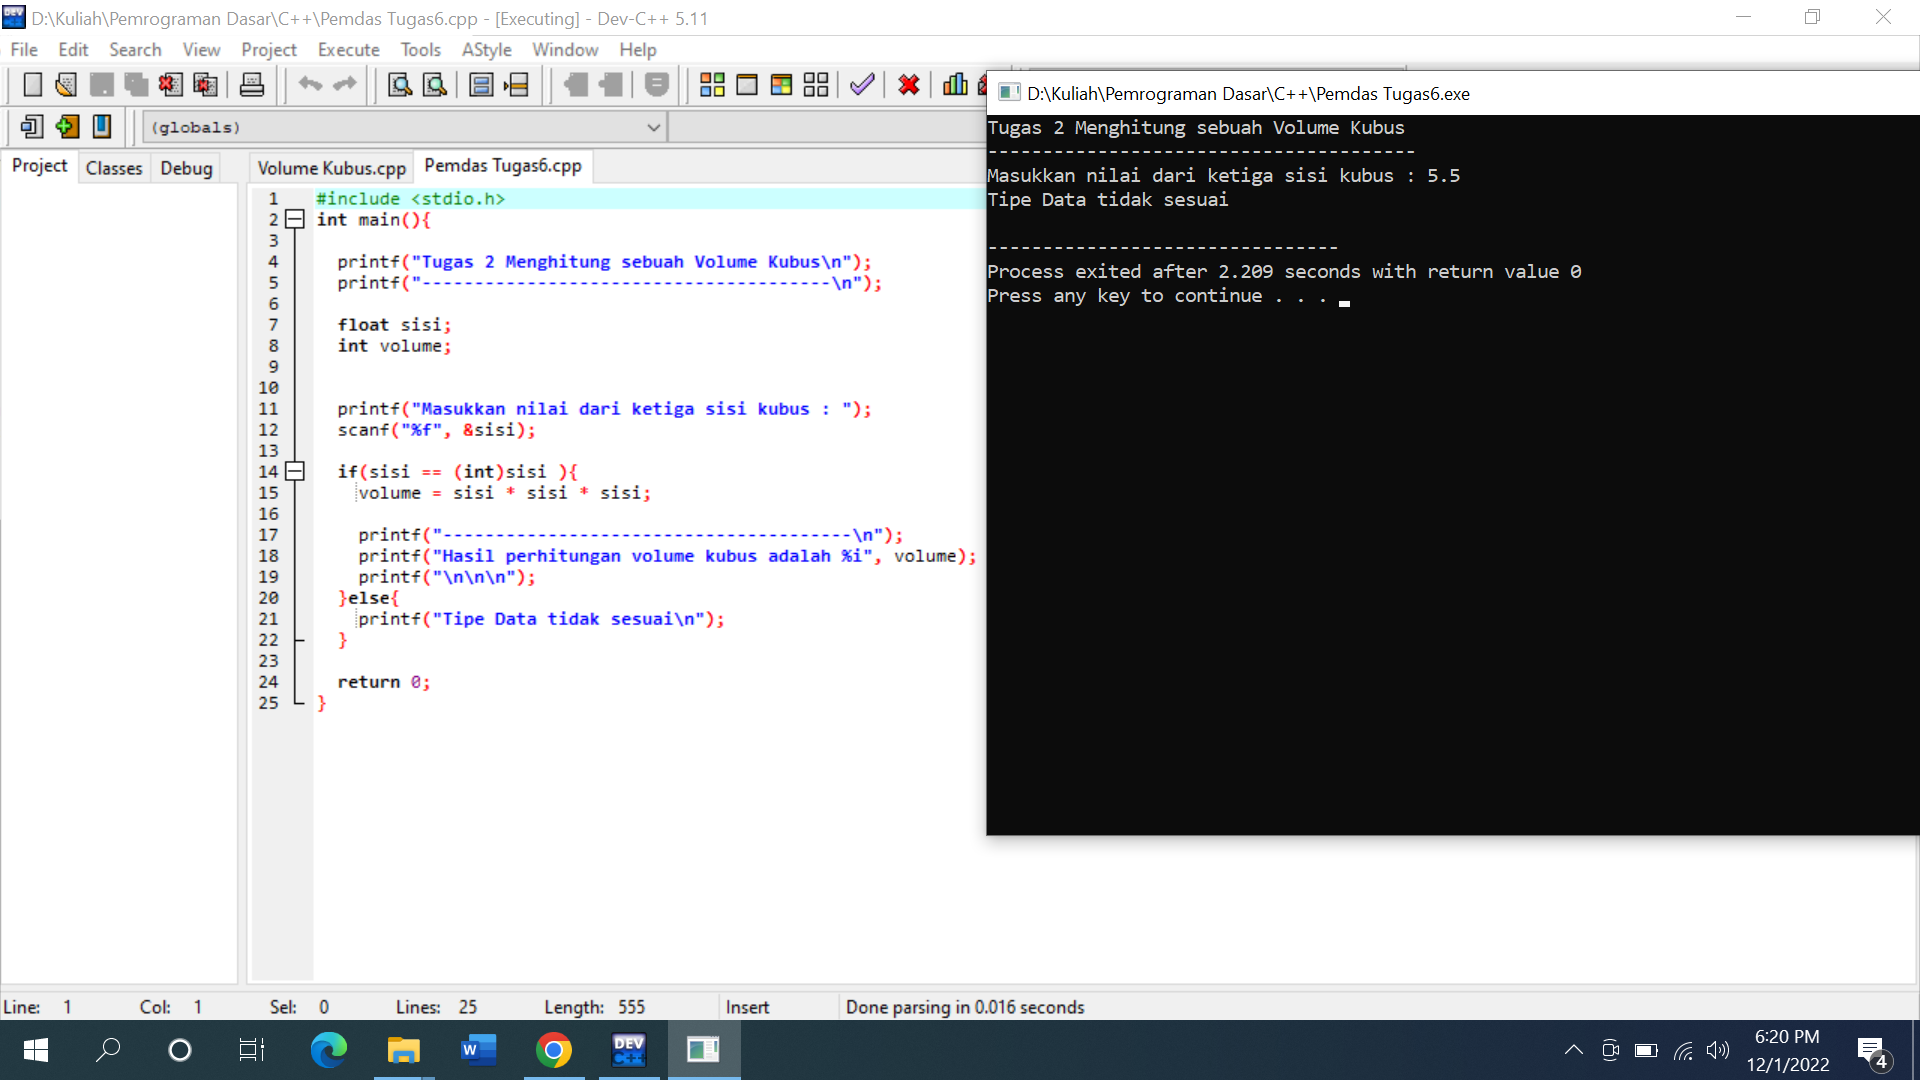 D:\Kuliah\Pemrograman Dasar\C++\Pemdas Tugas6.cpp - [Executing] - Dev-C++ 5.11
File Edit Search View Project Execute Tools AStyle Window Help
(globals)
Project Classes Debug
Volume Kubus.cpp Pemdas Tugas6.cpp
1 #include <stdio.h>
2 int main(){
3
4 printf("Tugas 2 Menghitung sebuah Volume Kubus\n");
5 printf("---------------------------------------\n");
6
7 float sisi;
8 int volume;
9
10
11 printf("Masukkan nilai dari ketiga sisi kubus : ");
12 scanf("%f", &sisi);
13
14 if(sisi == (int)sisi ){
15 volume = sisi * sisi * sisi;
16
17 printf("---------------------------------------\n");
18 printf("Hasil perhitungan volume kubus adalah %i", volume);
19 printf("\n\n\n");
20 }else{
21 printf("Tipe Data tidak sesuai\n");
22 }
23
24 return 0;
25 }
D:\Kuliah\Pemrograman Dasar\C++\Pemdas Tugas6.exe
Tugas 2 Menghitung sebuah Volume Kubus
---------------------------------------
Masukkan nilai dari ketiga sisi kubus : 5.5
Tipe Data tidak sesuai
--------------------------------
Process exited after 2.209 seconds with return value 0
Press any key to continue . . .
Line: 1 Col: 1 Sel: 0 Lines: 25 Length: 555 Insert Done parsing in 0.016 seconds
DEV C++
6:20 PM
12/1/2022
4